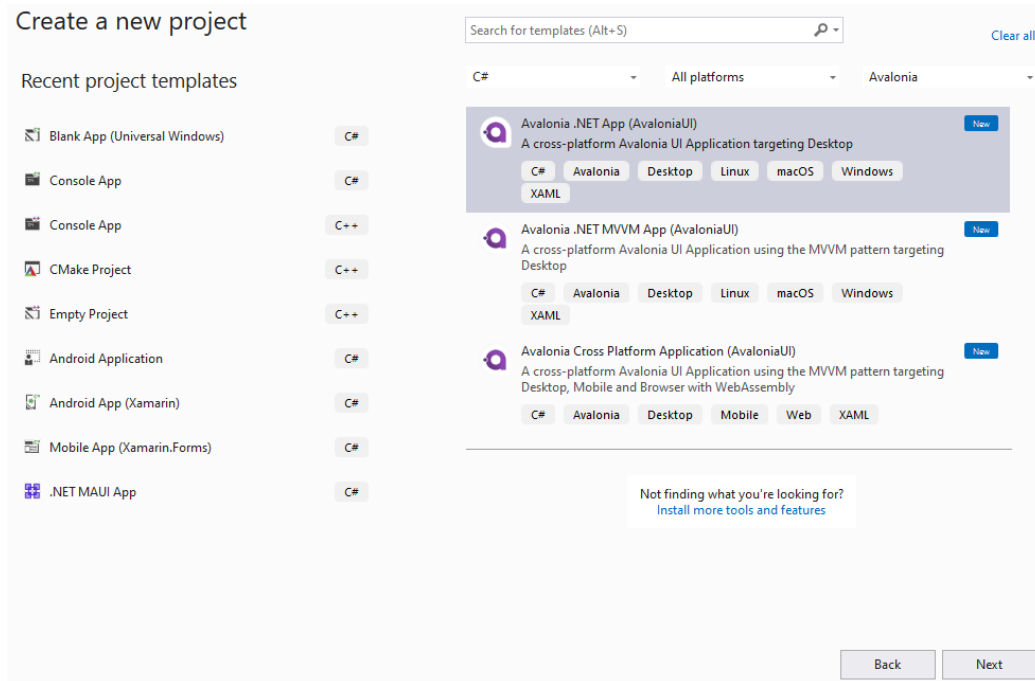 Create a new project
Search for templates (Alt+S)
Clear all
Recent project templates
C#
All platforms
Avalonia
Blank App (Universal Windows)
C#
Console App
C#
Console App
C++
CMake Project
C++
Empty Project
C++
Android Application
C#
Android App (Xamarin)
C#
Mobile App (Xamarin.Forms)
C#
.NET MAUI App
C#
Avalonia .NET App (AvaloniaUI)
New
A cross-platform Avalonia UI Application targeting Desktop
C# Avalonia Desktop Linux macOS Windows
XAML
Avalonia .NET MVVM App (AvaloniaUI)
New
A cross-platform Avalonia UI Application using the MVVM pattern targeting
Desktop
C# Avalonia Desktop Linux macOS Windows
XAML
Avalonia Cross Platform Application (AvaloniaUI)
New
A cross-platform Avalonia UI Application using the MVVM pattern targeting
Desktop, Mobile and Browser with WebAssembly
C# Avalonia Desktop Mobile Web XAML
Not finding what you're looking for?
Install more tools and features
Back
Next